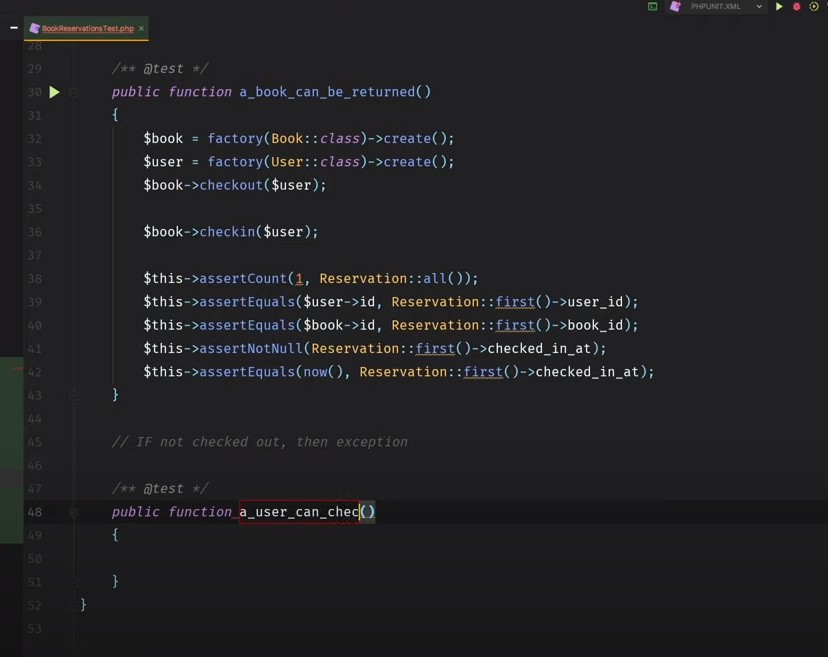 PHPUNIT.XML
BookReservationsTest.php ×
28
29 /** @test */
30 public function a_book_can_be_returned()
31 {
32 $book = factory(Book::class)->create();
33 $user = factory(User::class)->create();
34 $book->checkout($user);
35
36 $book->checkin($user);
37
38 $this->assertCount(1, Reservation::all());
39 $this->assertEquals($user->id, Reservation::first()->user_id);
40 $this->assertEquals($book->id, Reservation::first()->book_id);
41 $this->assertNotNull(Reservation::first()->checked_in_at);
42 $this->assertEquals(now(), Reservation::first()->checked_in_at);
43 }
44
45 // IF not checked out, then exception
46
47 /** @test */
48 public function a_user_can_chec()
49 {
50
51 }
52 }
53